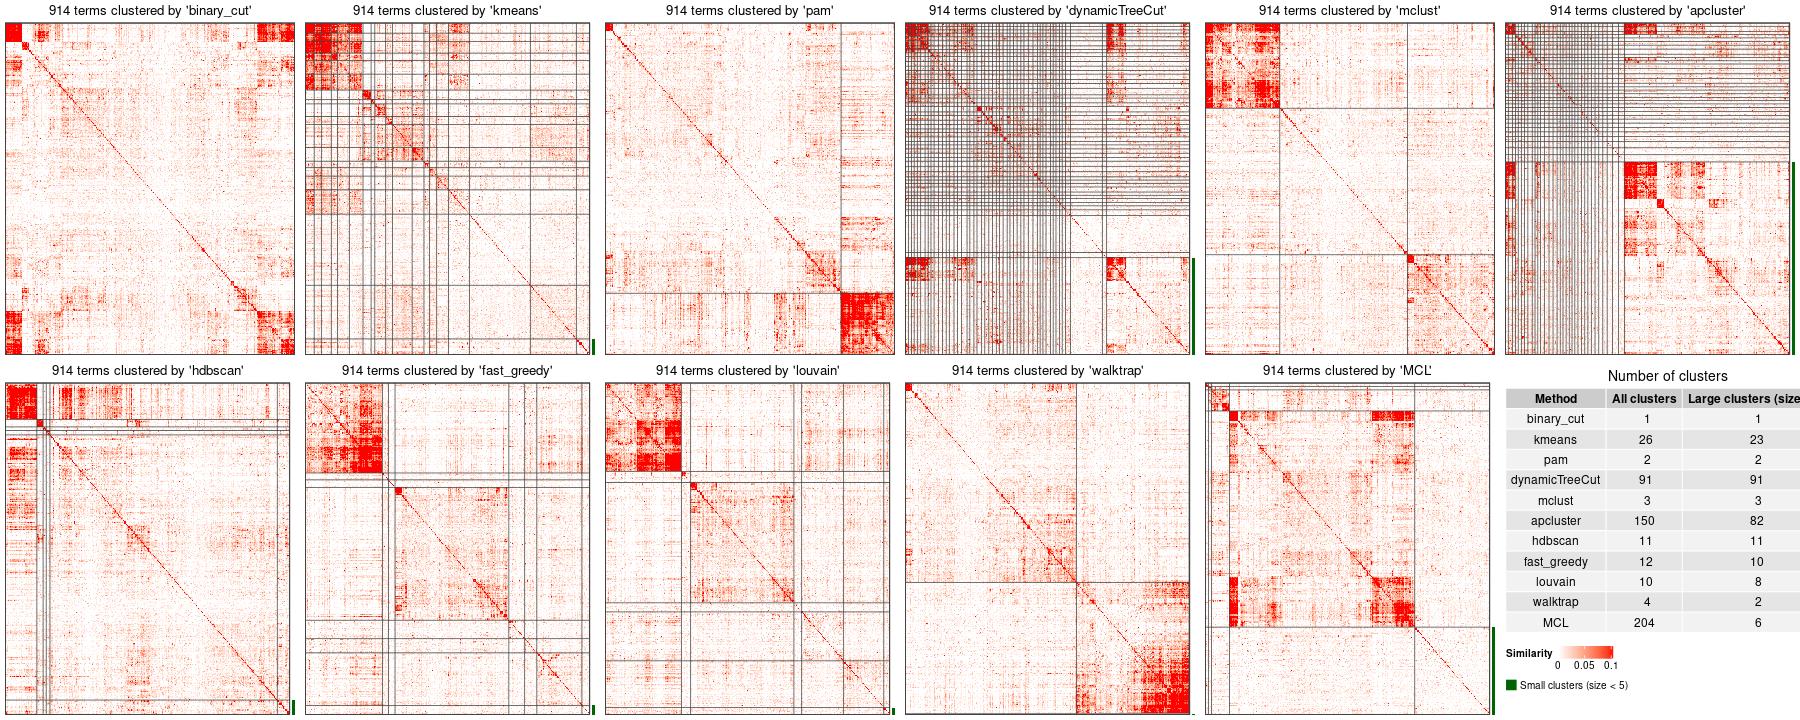 914 terms clustered by 'binary_cut'
914 terms clustered by 'kmeans'
914 terms clustered by 'pam'
914 terms clustered by 'dynamicTreeCut'
914 terms clustered by 'mclust'
914 terms clustered by 'apcluster'
914 terms clustered by 'hdbscan'
914 terms clustered by 'fast_greedy'
914 terms clustered by 'louvain'
914 terms clustered by 'walktrap'
914 terms clustered by 'MCL'
Number of clusters
Method All clusters Large clusters (size
binary_cut 1 1
kmeans 26 23
pam 2 2
dynamicTreeCut 91 91
mclust 3 3
apcluster 150 82
hdbscan 11 11
fast_greedy 12 10
louvain 10 8
walktrap 4 2
MCL 204 6
Similarity
0 0.05 0.1
Small clusters (size < 5)